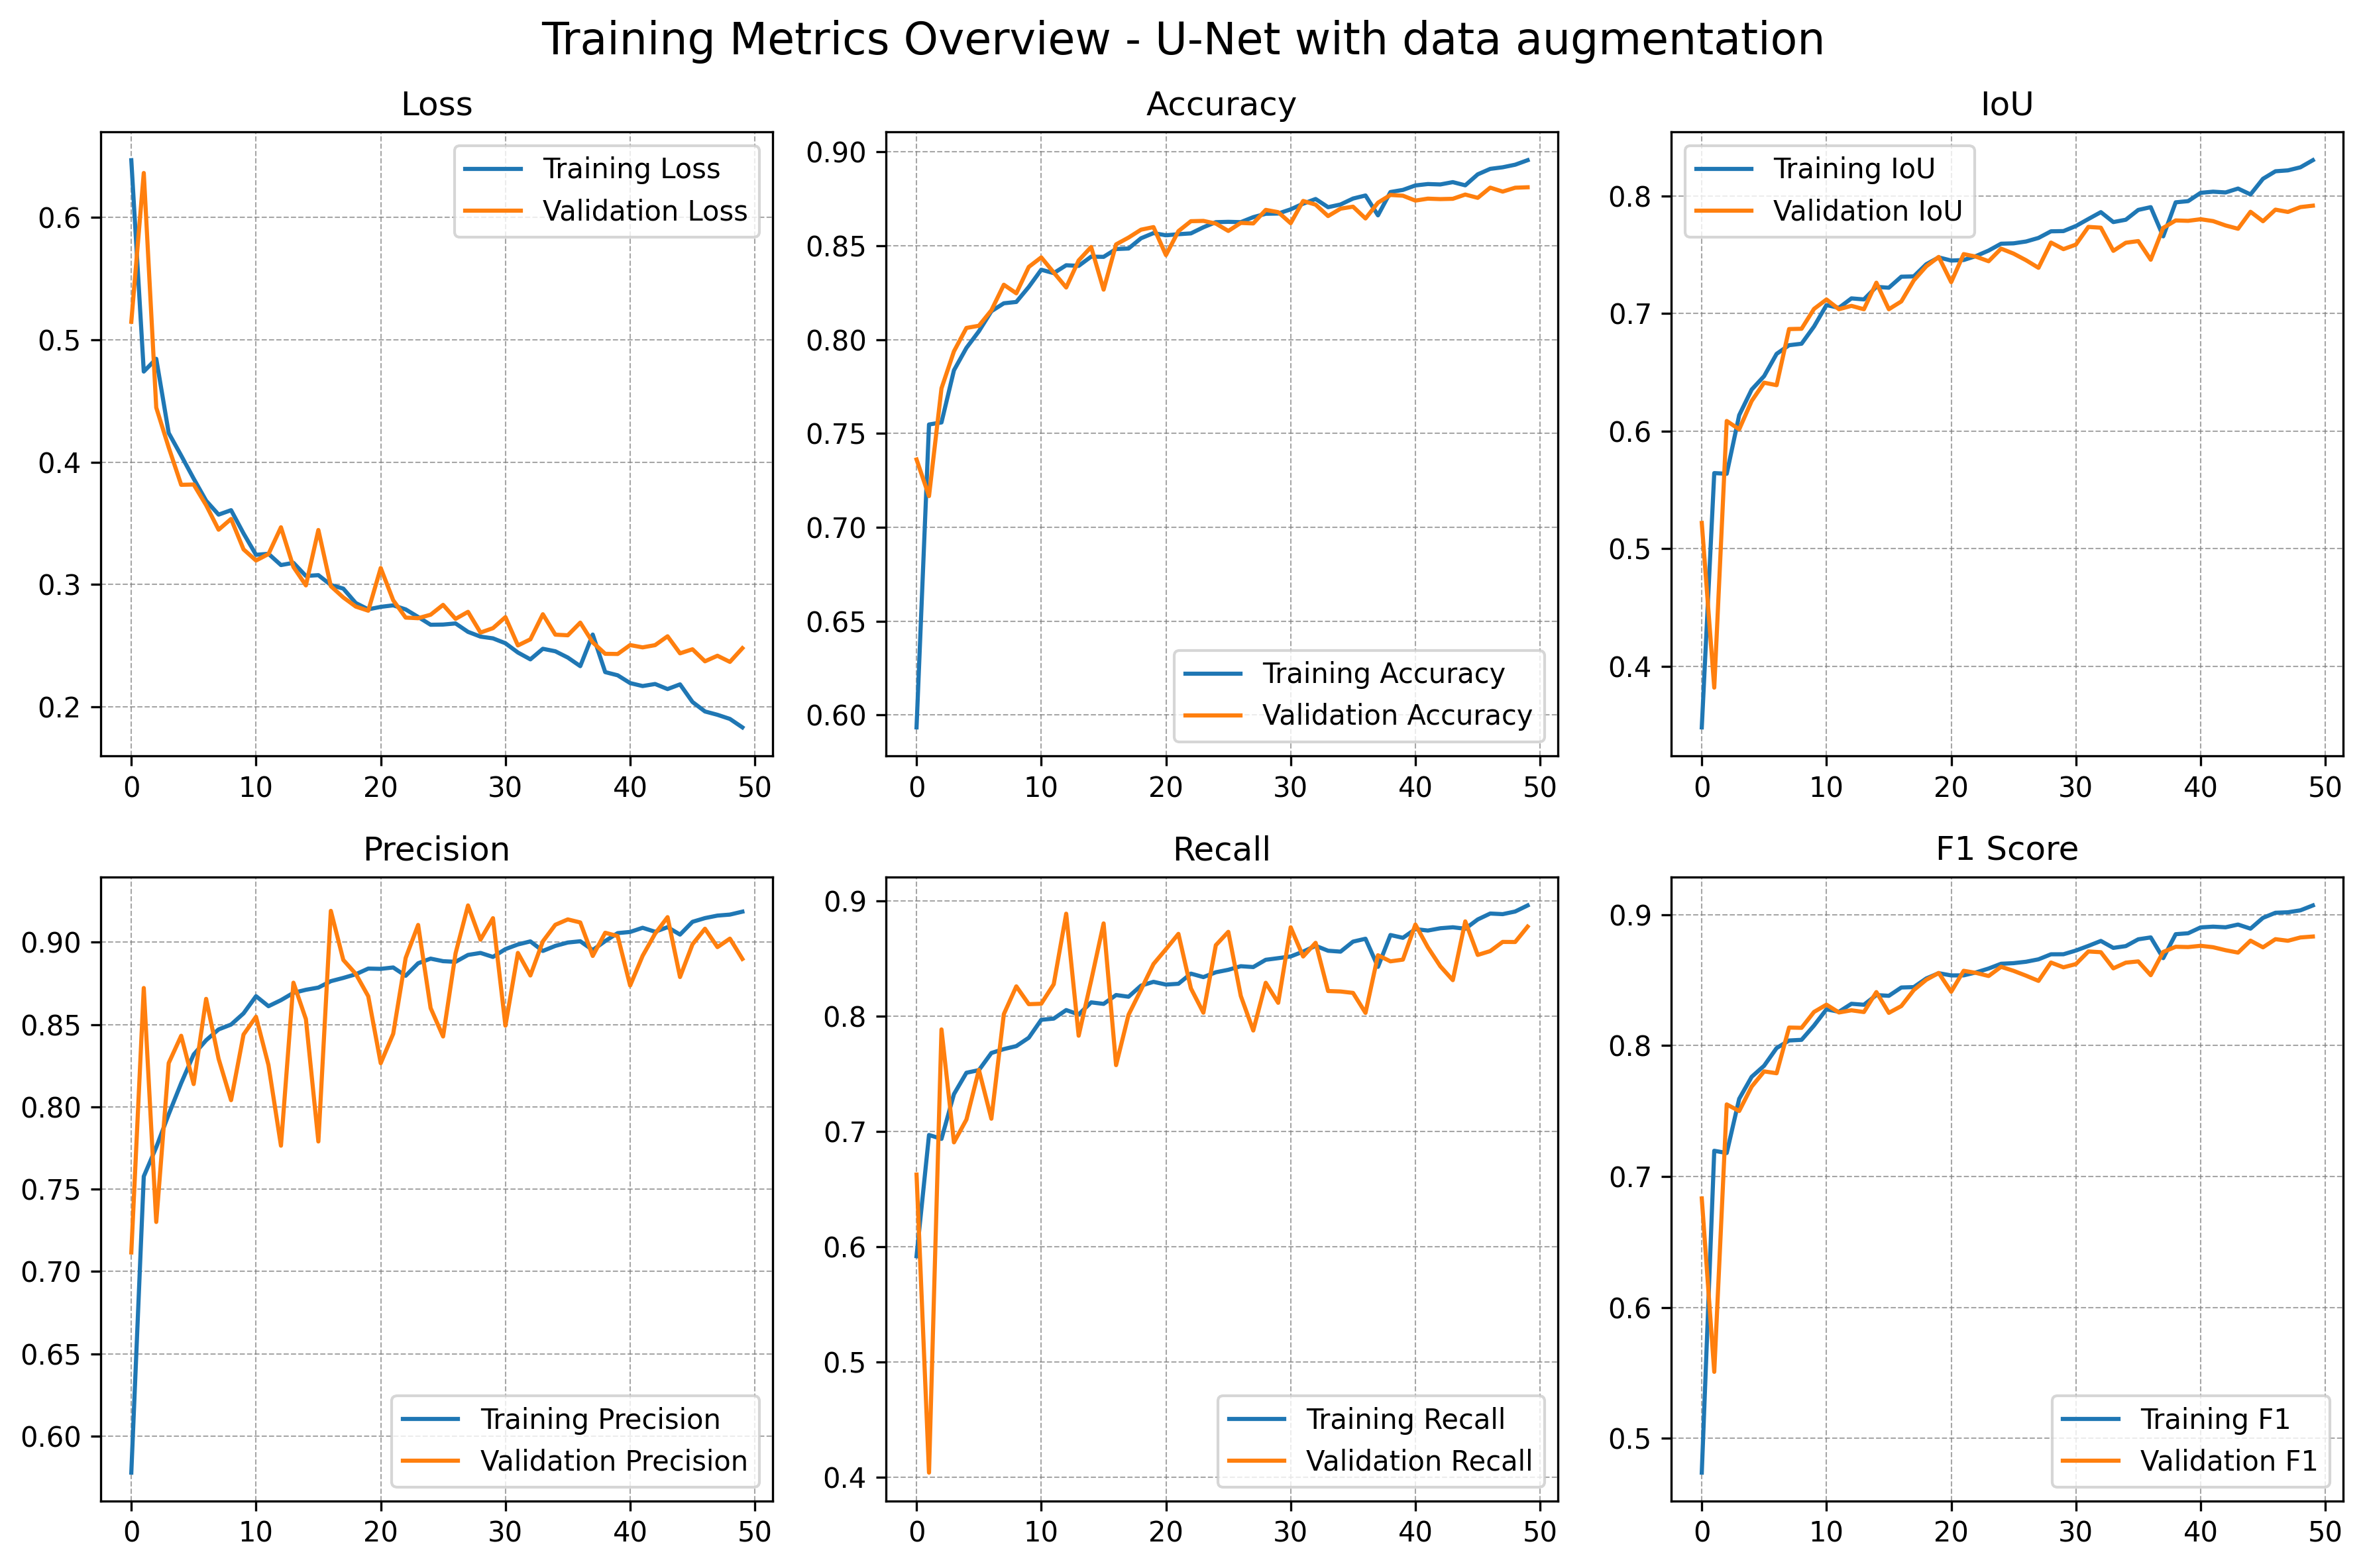 Training Metrics Overview - U-Net with data augmentation
Loss
Training Loss
Validation Loss
0.6
0.5
0.4
0.3
0.2
0 10 20 30 40 50
Accuracy
0.90
0.85
0.80
0.75
0.70
0.65
0.60
Training Accuracy
Validation Accuracy
0 10 20 30 40 50
IoU
Training IoU
Validation IoU
0.8
0.7
0.6
0.5
0.4
0 10 20 30 40 50
Precision
0.90
0.85
0.80
0.75
0.70
0.65
0.60
Training Precision
Validation Precision
0 10 20 30 40 50
Recall
0.9
0.8
0.7
0.6
0.5
0.4
Training Recall
Validation Recall
0 10 20 30 40 50
F1 Score
0.9
0.8
0.7
0.6
0.5
Training F1
Validation F1
0 10 20 30 40 50